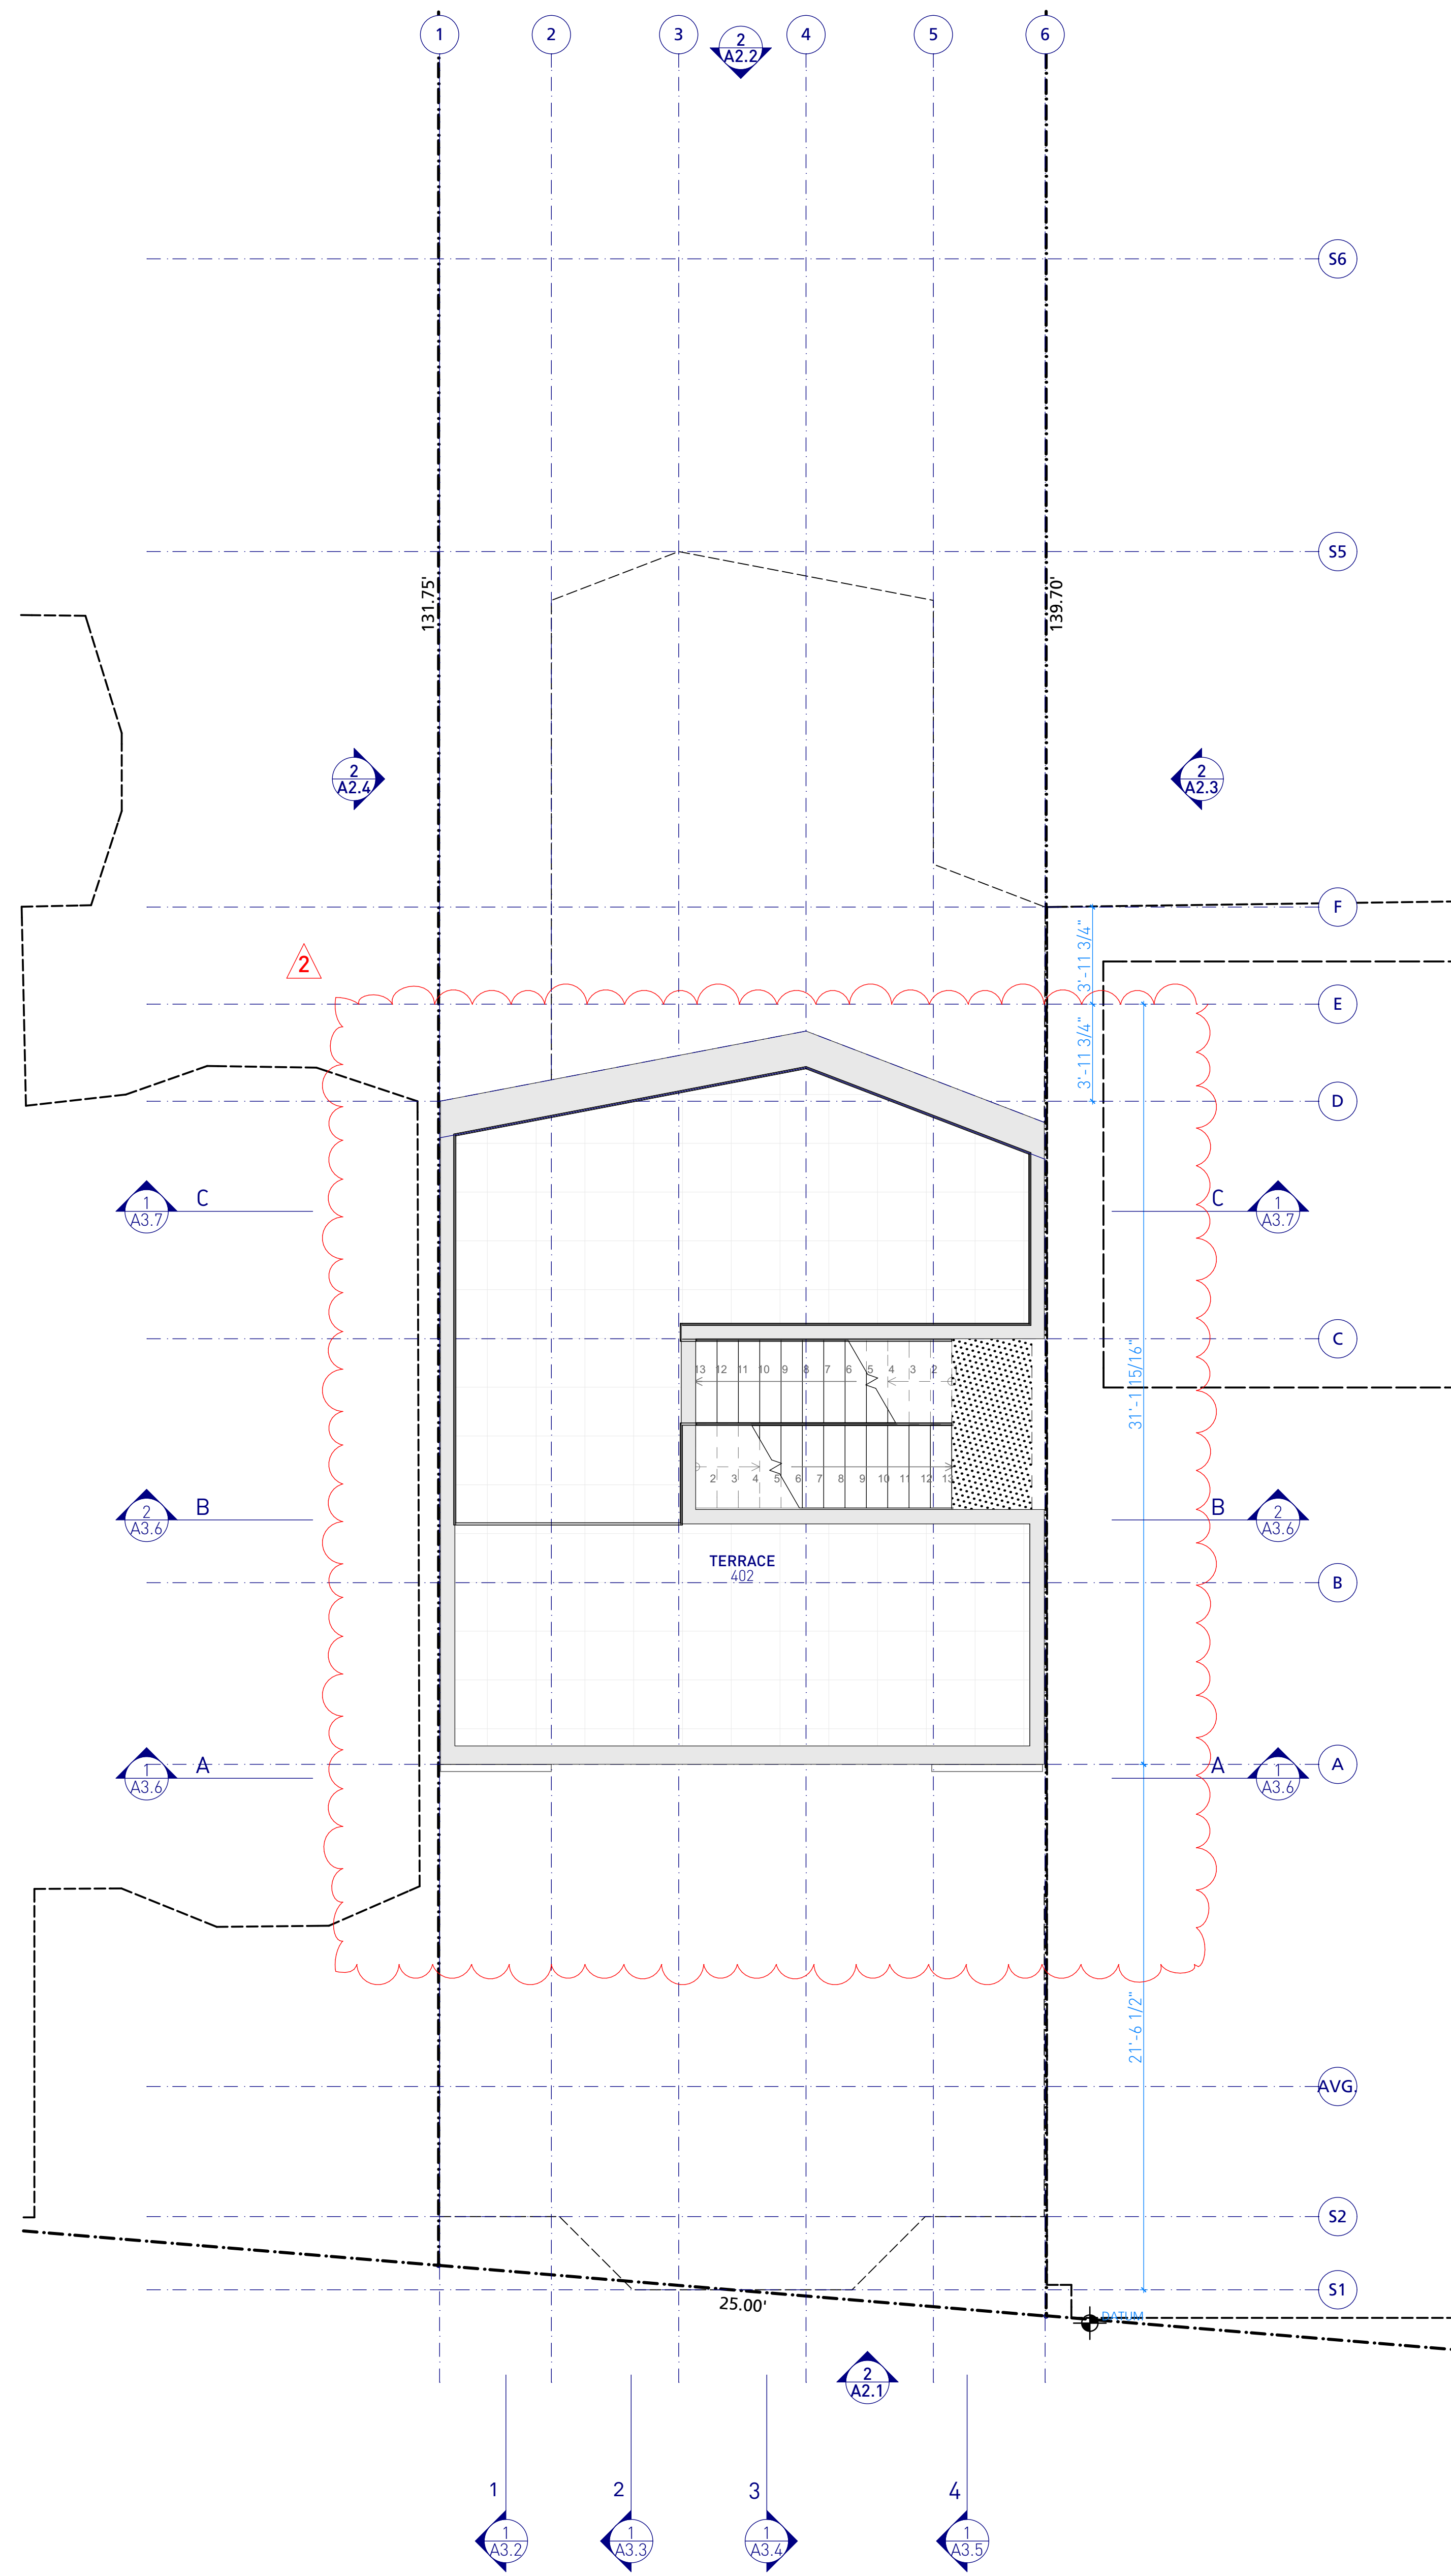 1 2 3 4 5 6
2
A2.2
S6
S5
131.75'
139.70'
2
A2.4
2
A2.3
F
3'-11 3/4"
2
E
3'-11 3/4"
D
1
A3.7
C
C
1
A3.7
C
31'-1 15/16"
13 12 11 10 9 8 7 6 5 4 3 2
2 3 4 5 6 7 8 9 10 11 12 13
2
A3.6
B
B
2
A3.6
TERRACE
402
B
1
A3.6
A
A
1
A3.6
A
21'-6 1/2"
AVG.
S2
S1
25.00'
DATUM
2
A2.1
1 2 3 4
1
A3.2
1
A3.3
1
A3.4
1
A3.5